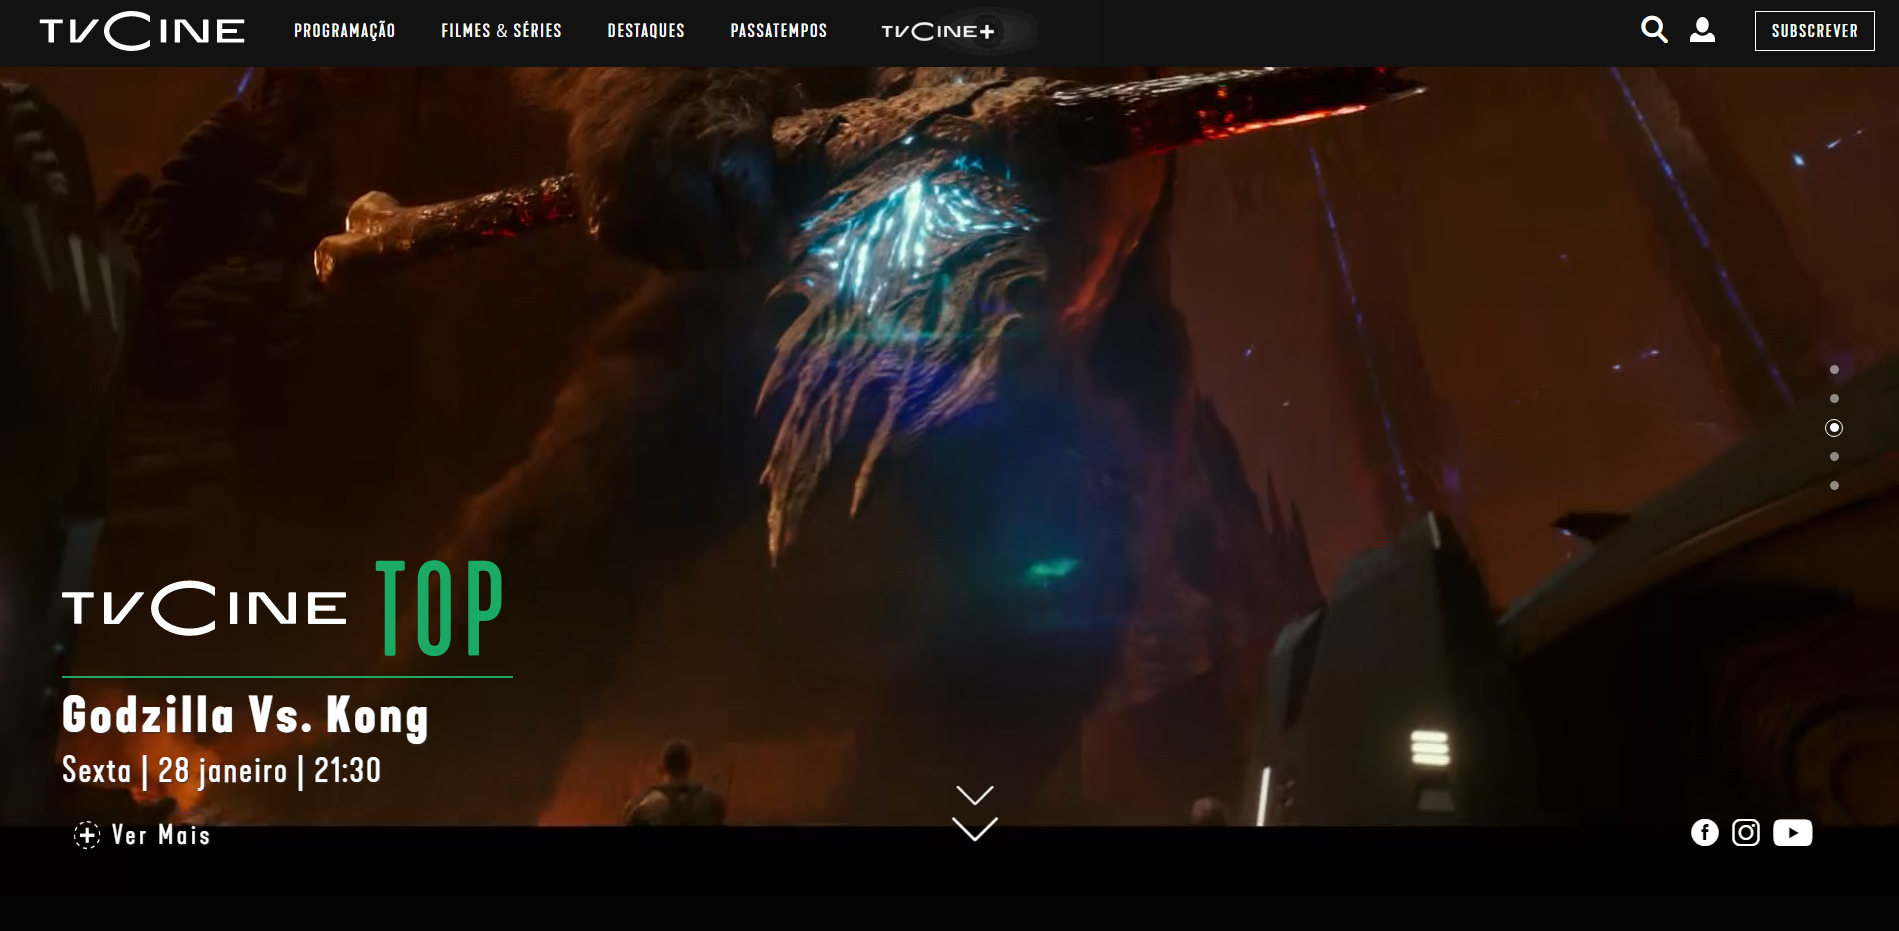 TVCINE PROGRAMAÇÃO FILMES & SÉRIES DESTAQUES PASSATEMPOS TVCINE+ SUBSCREVER
TVCINE TOP
Godzilla Vs. Kong
Sexta | 28 janeiro | 21:30
Ver Mais